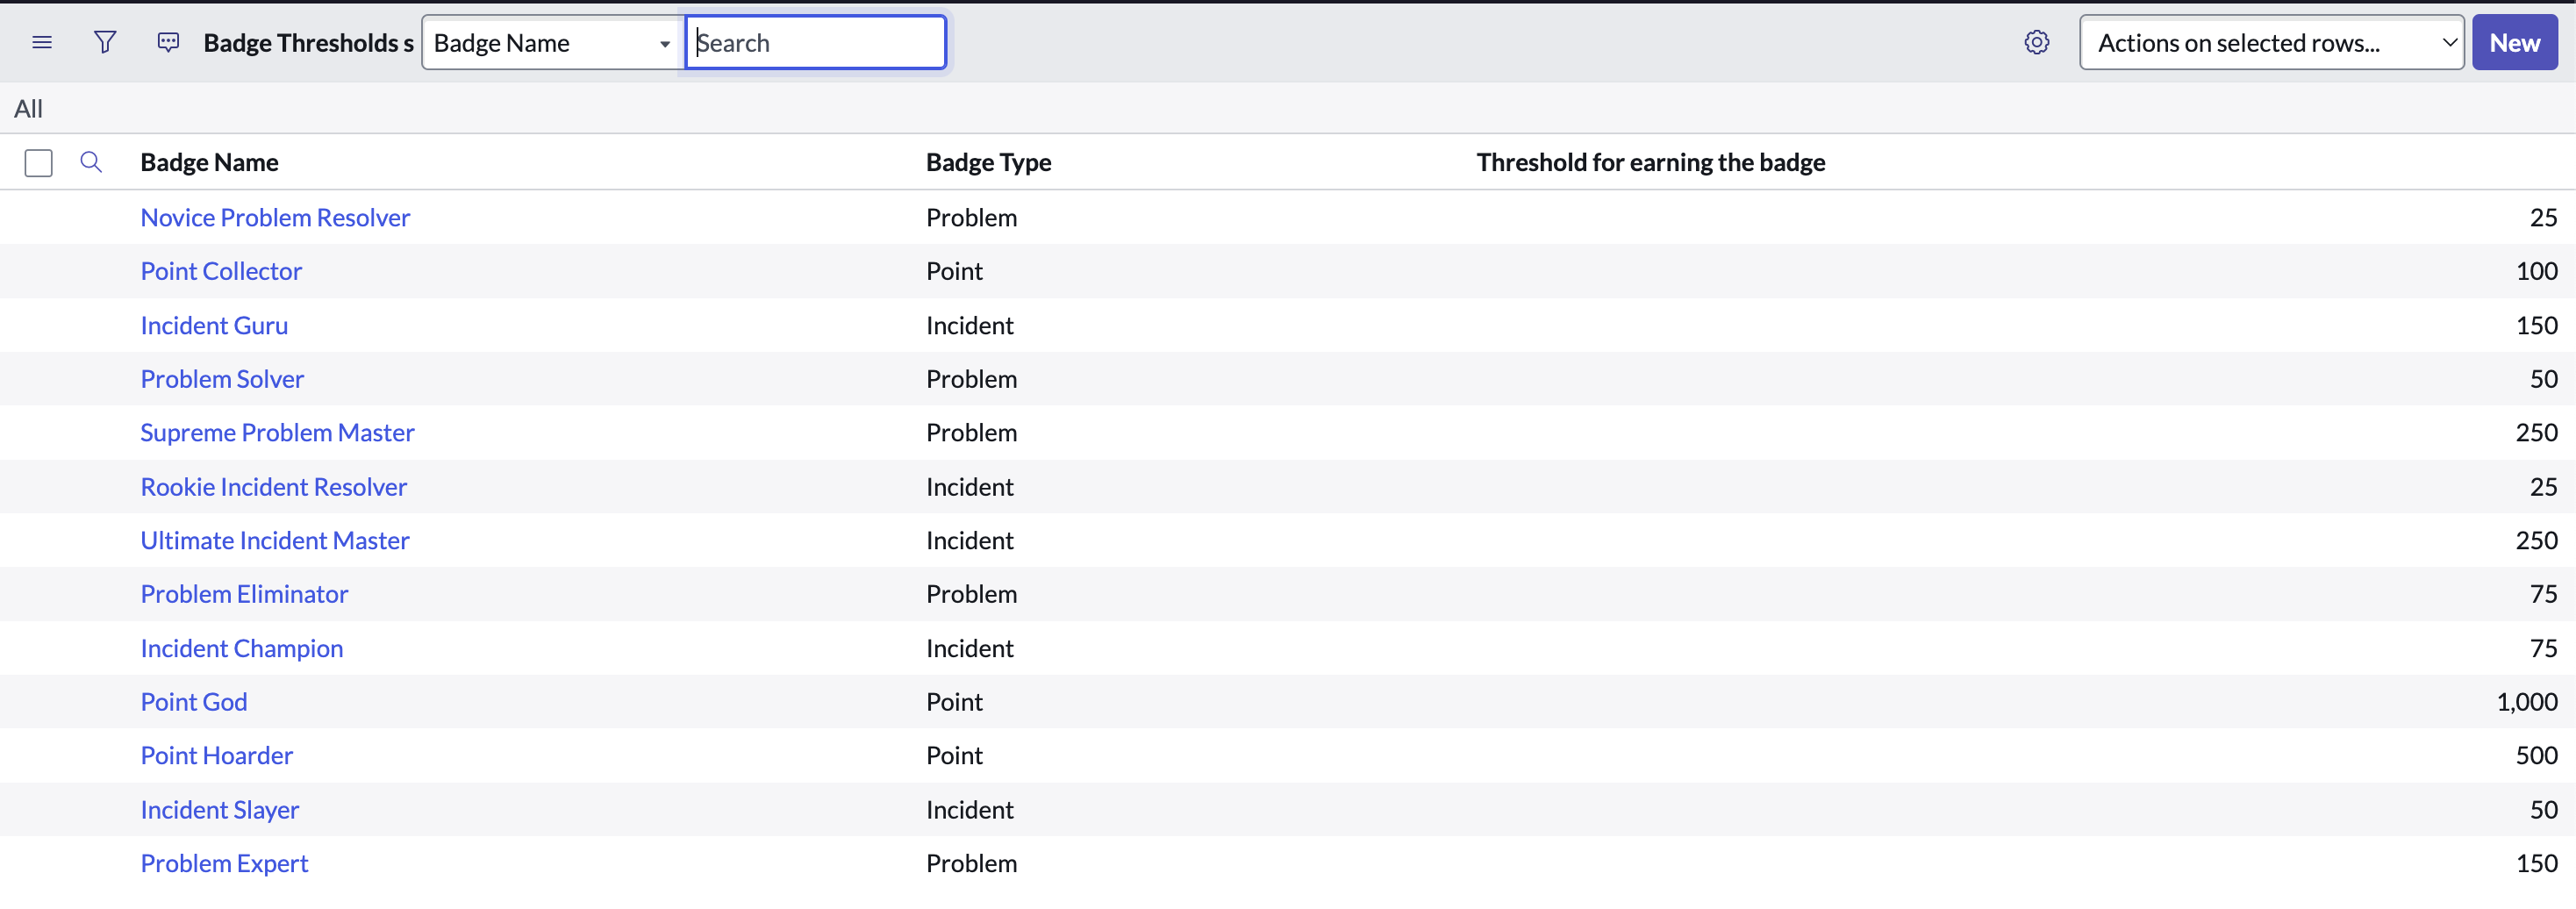 Badge Thresholds s Badge Name Search Actions on selected rows... New
All
Badge Name Badge Type Threshold for earning the badge
Novice Problem Resolver Problem 25
Point Collector Point 100
Incident Guru Incident 150
Problem Solver Problem 50
Supreme Problem Master Problem 250
Rookie Incident Resolver Incident 25
Ultimate Incident Master Incident 250
Problem Eliminator Problem 75
Incident Champion Incident 75
Point God Point 1,000
Point Hoarder Point 500
Incident Slayer Incident 50
Problem Expert Problem 150